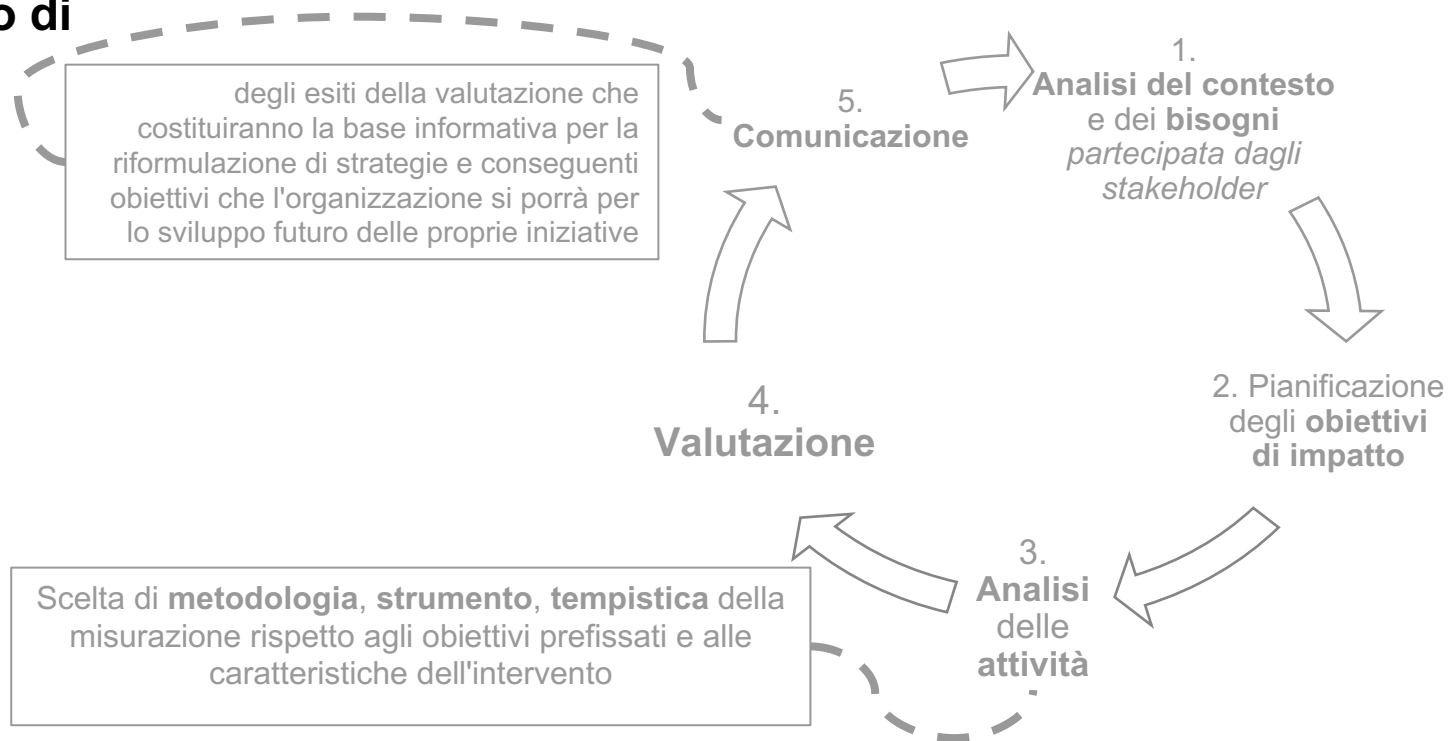 o di
degli esiti della valutazione che
costituiranno la base informativa per la
riformulazione di strategie e conseguenti
obiettivi che l'organizzazione si porrà per
lo sviluppo futuro delle proprie iniziative
5.
Comunicazione
1.
Analisi del contesto
e dei bisogni
partecipata dagli
stakeholder
2. Pianificazione
degli obiettivi
di impatto
3.
Analisi
delle
attività
4.
Valutazione
Scelta di metodologia, strumento, tempistica della
misurazione rispetto agli obiettivi prefissati e alle
caratteristiche dell'intervento